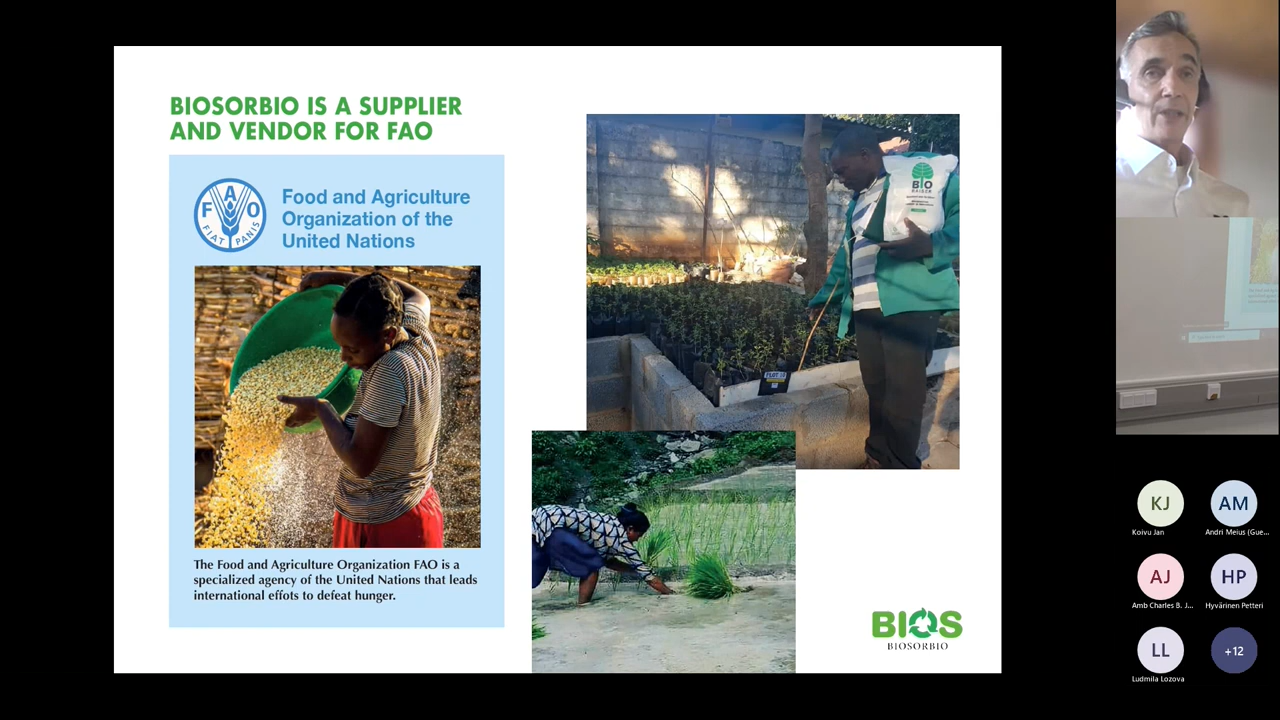 BIOSORBIO IS A SUPPLIER
AND VENDOR FOR FAO
F A O
FIAT PANIS
Food and Agriculture
Organization of the
United Nations
The Food and Agriculture Organization FAO is a
specialized agency of the United Nations that leads
international effots to defeat hunger.
BIO
BIOS
BIOSORBIO
KJ
Koivu Jan
AM
Andri Meius (Gue...
AJ
Amb Charles B. J...
HP
Hyvärinen Petteri
LL
Ludmila Lozova
+12